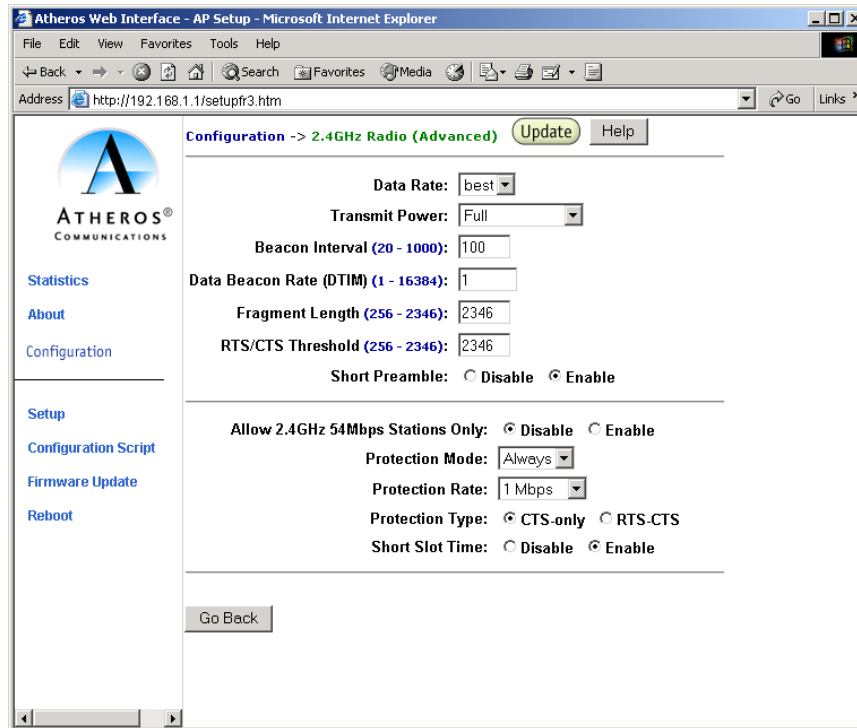 Atheros Web Interface - AP Setup - Microsoft Internet Explorer
File Edit View Favorites Tools Help
Back Search Favorites Media
Address http://192.168.1.1/setupfr3.htm Go Links
ATHEROS®
COMMUNICATIONS
Statistics
About
Configuration
Setup
Configuration Script
Firmware Update
Reboot
Configuration -> 2.4GHz Radio (Advanced) Update Help
Data Rate: best
Transmit Power: Full
Beacon Interval (20 - 1000): 100
Data Beacon Rate (DTIM) (1 - 16384): 1
Fragment Length (256 - 2346): 2346
RTS/CTS Threshold (256 - 2346): 2346
Short Preamble: Disable Enable
Allow 2.4GHz 54Mbps Stations Only: Disable Enable
Protection Mode: Always
Protection Rate: 1 Mbps
Protection Type: CTS-only RTS-CTS
Short Slot Time: Disable Enable
Go Back